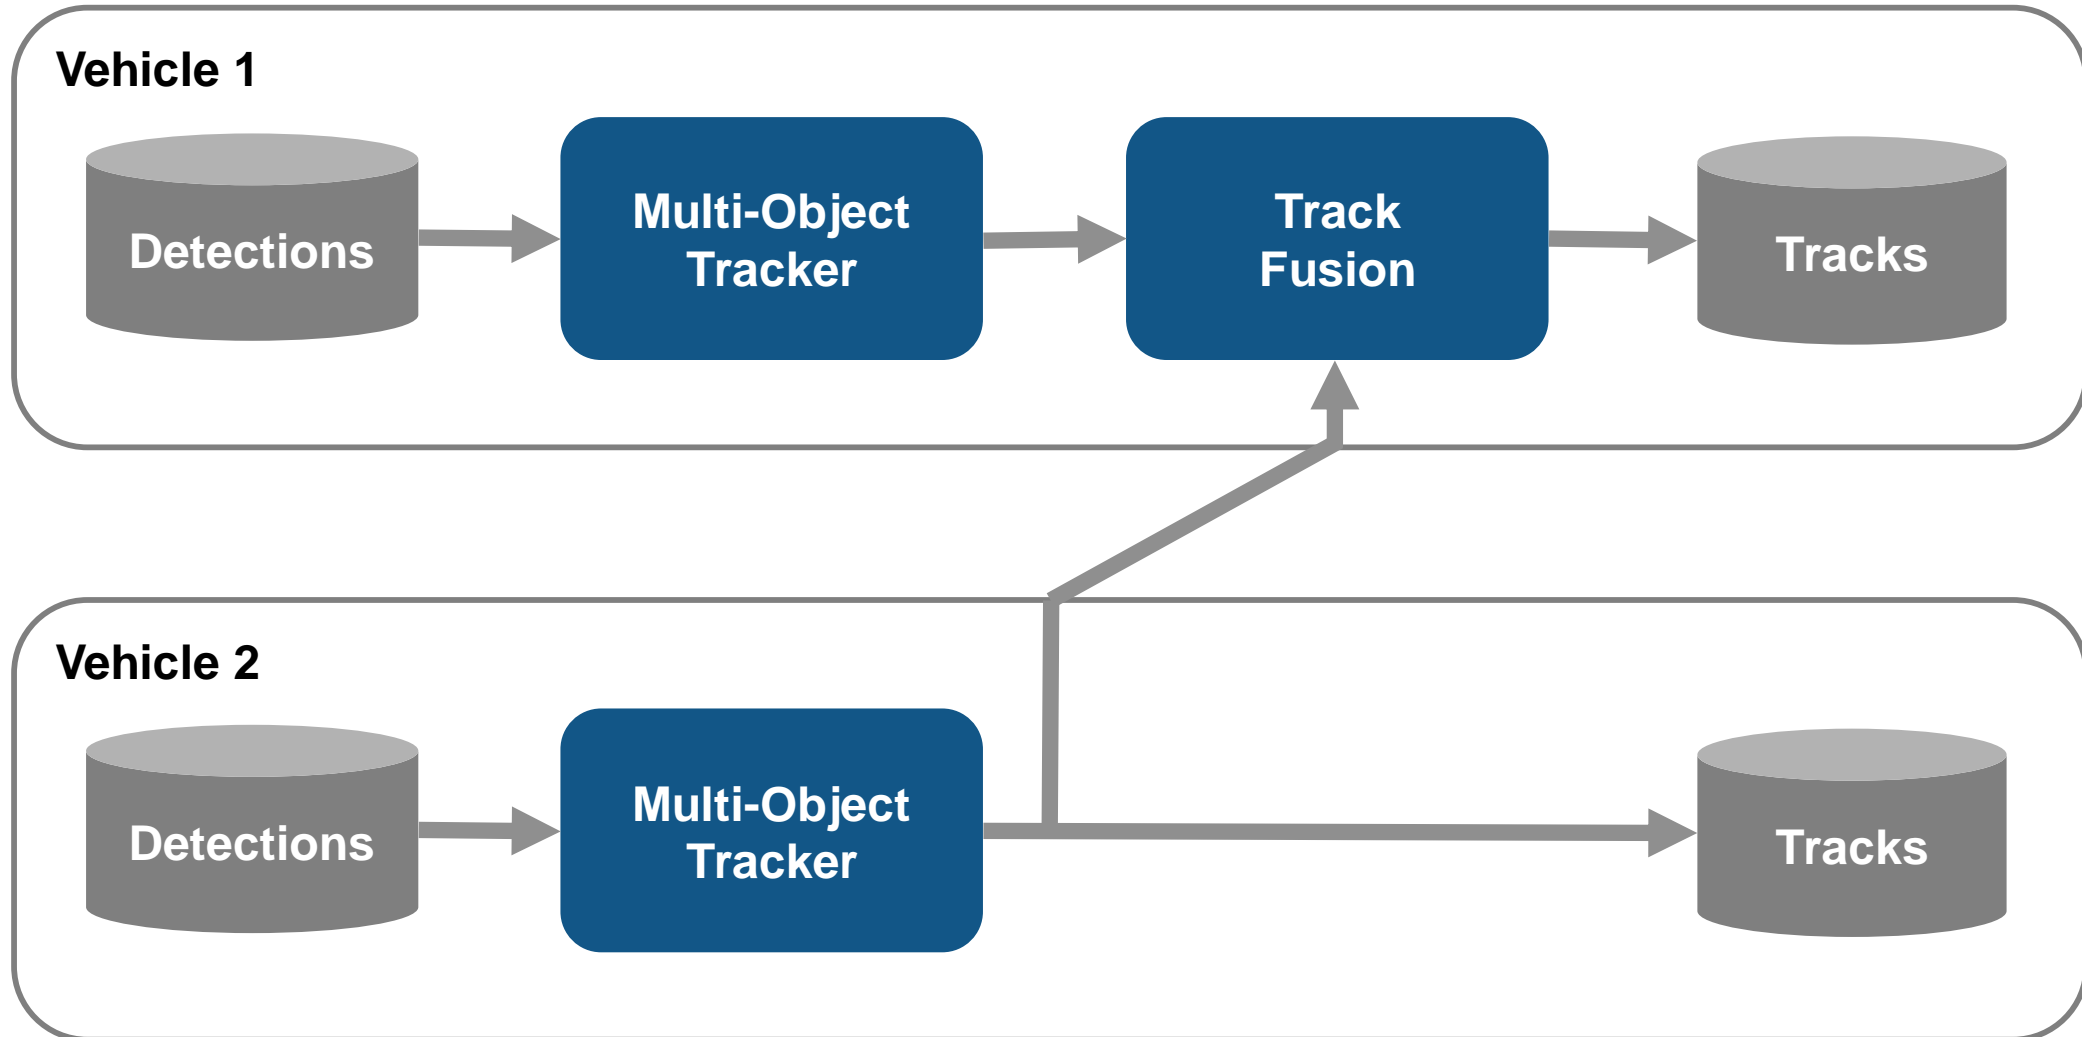 Vehicle 1
Detections
Multi-Object
Tracker
Track
Fusion
Tracks
Vehicle 2
Detections
Multi-Object
Tracker
Tracks